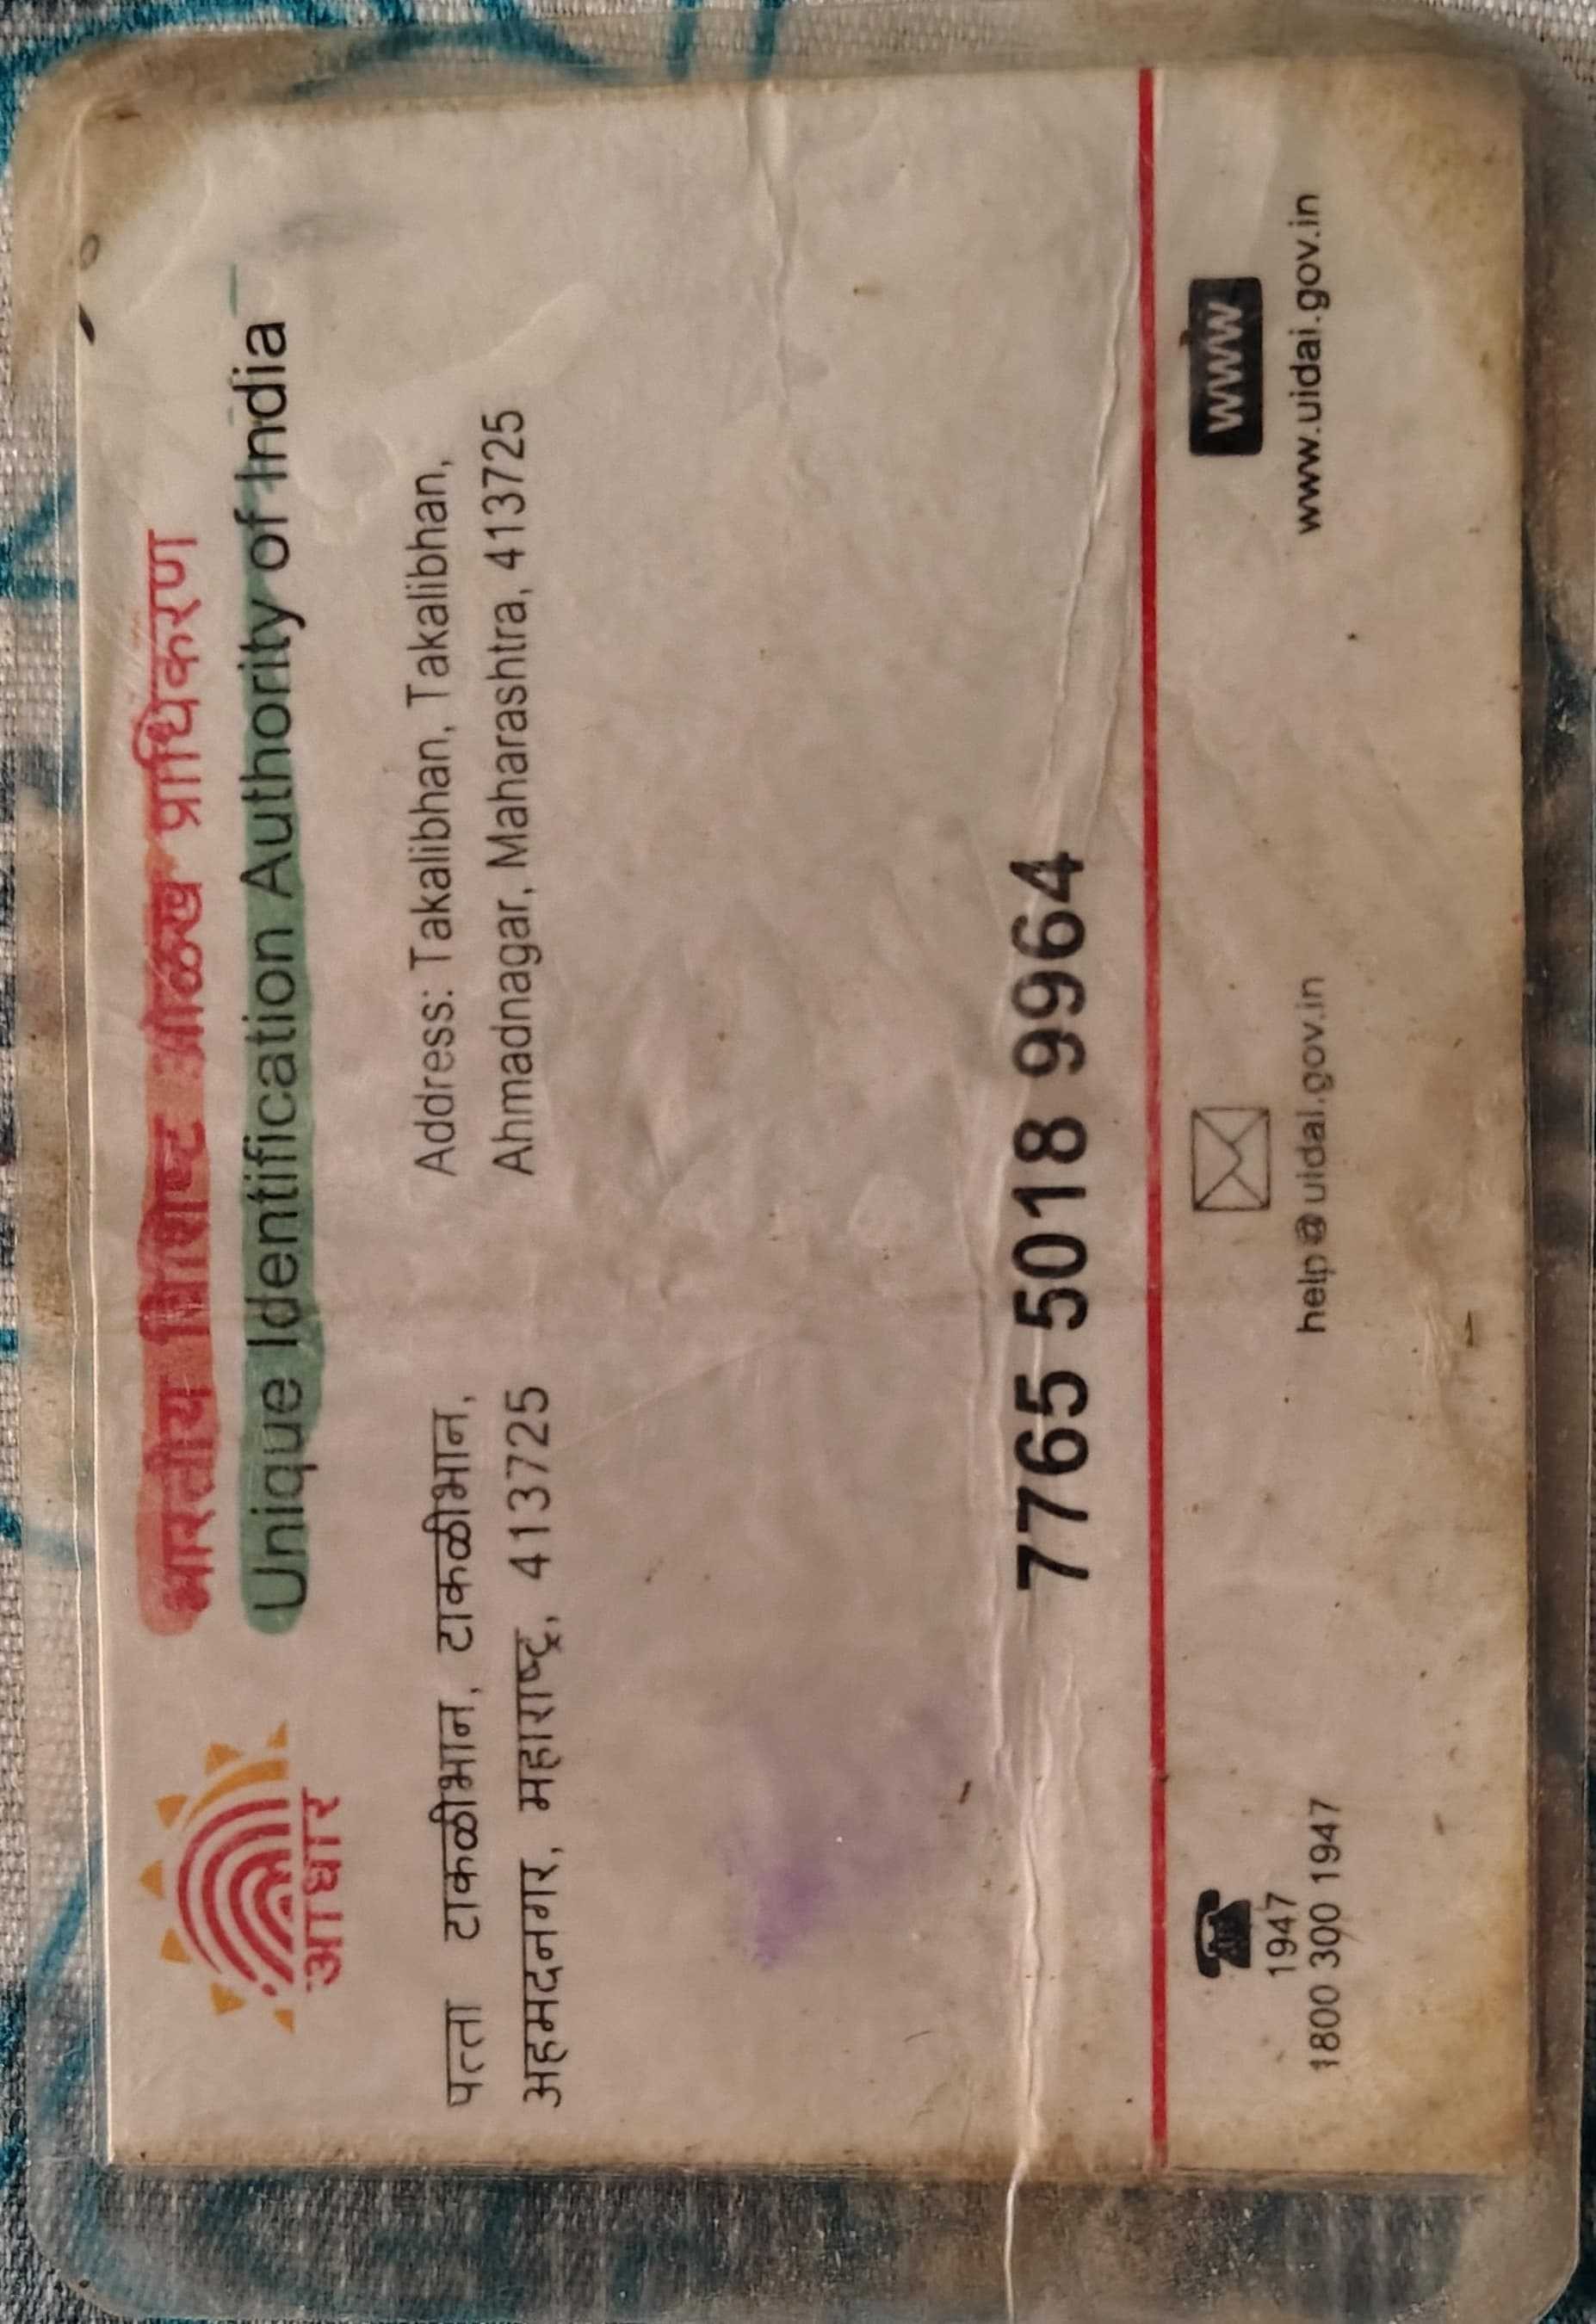 भारतीय विशिष्ट ओळख प्राधिकरण
Unique Identification Authority of India
आधार
पत्ता टाकळीभान, टाकळीभान,
अहमदनगर, महाराष्ट्र, 413725
Address: Takalibhan, Takalibhan,
Ahmadnagar, Maharashtra, 413725
7765 5018 9964
1947
1800 300 1947
help@uidai.gov.in
www
www.uidai.gov.in